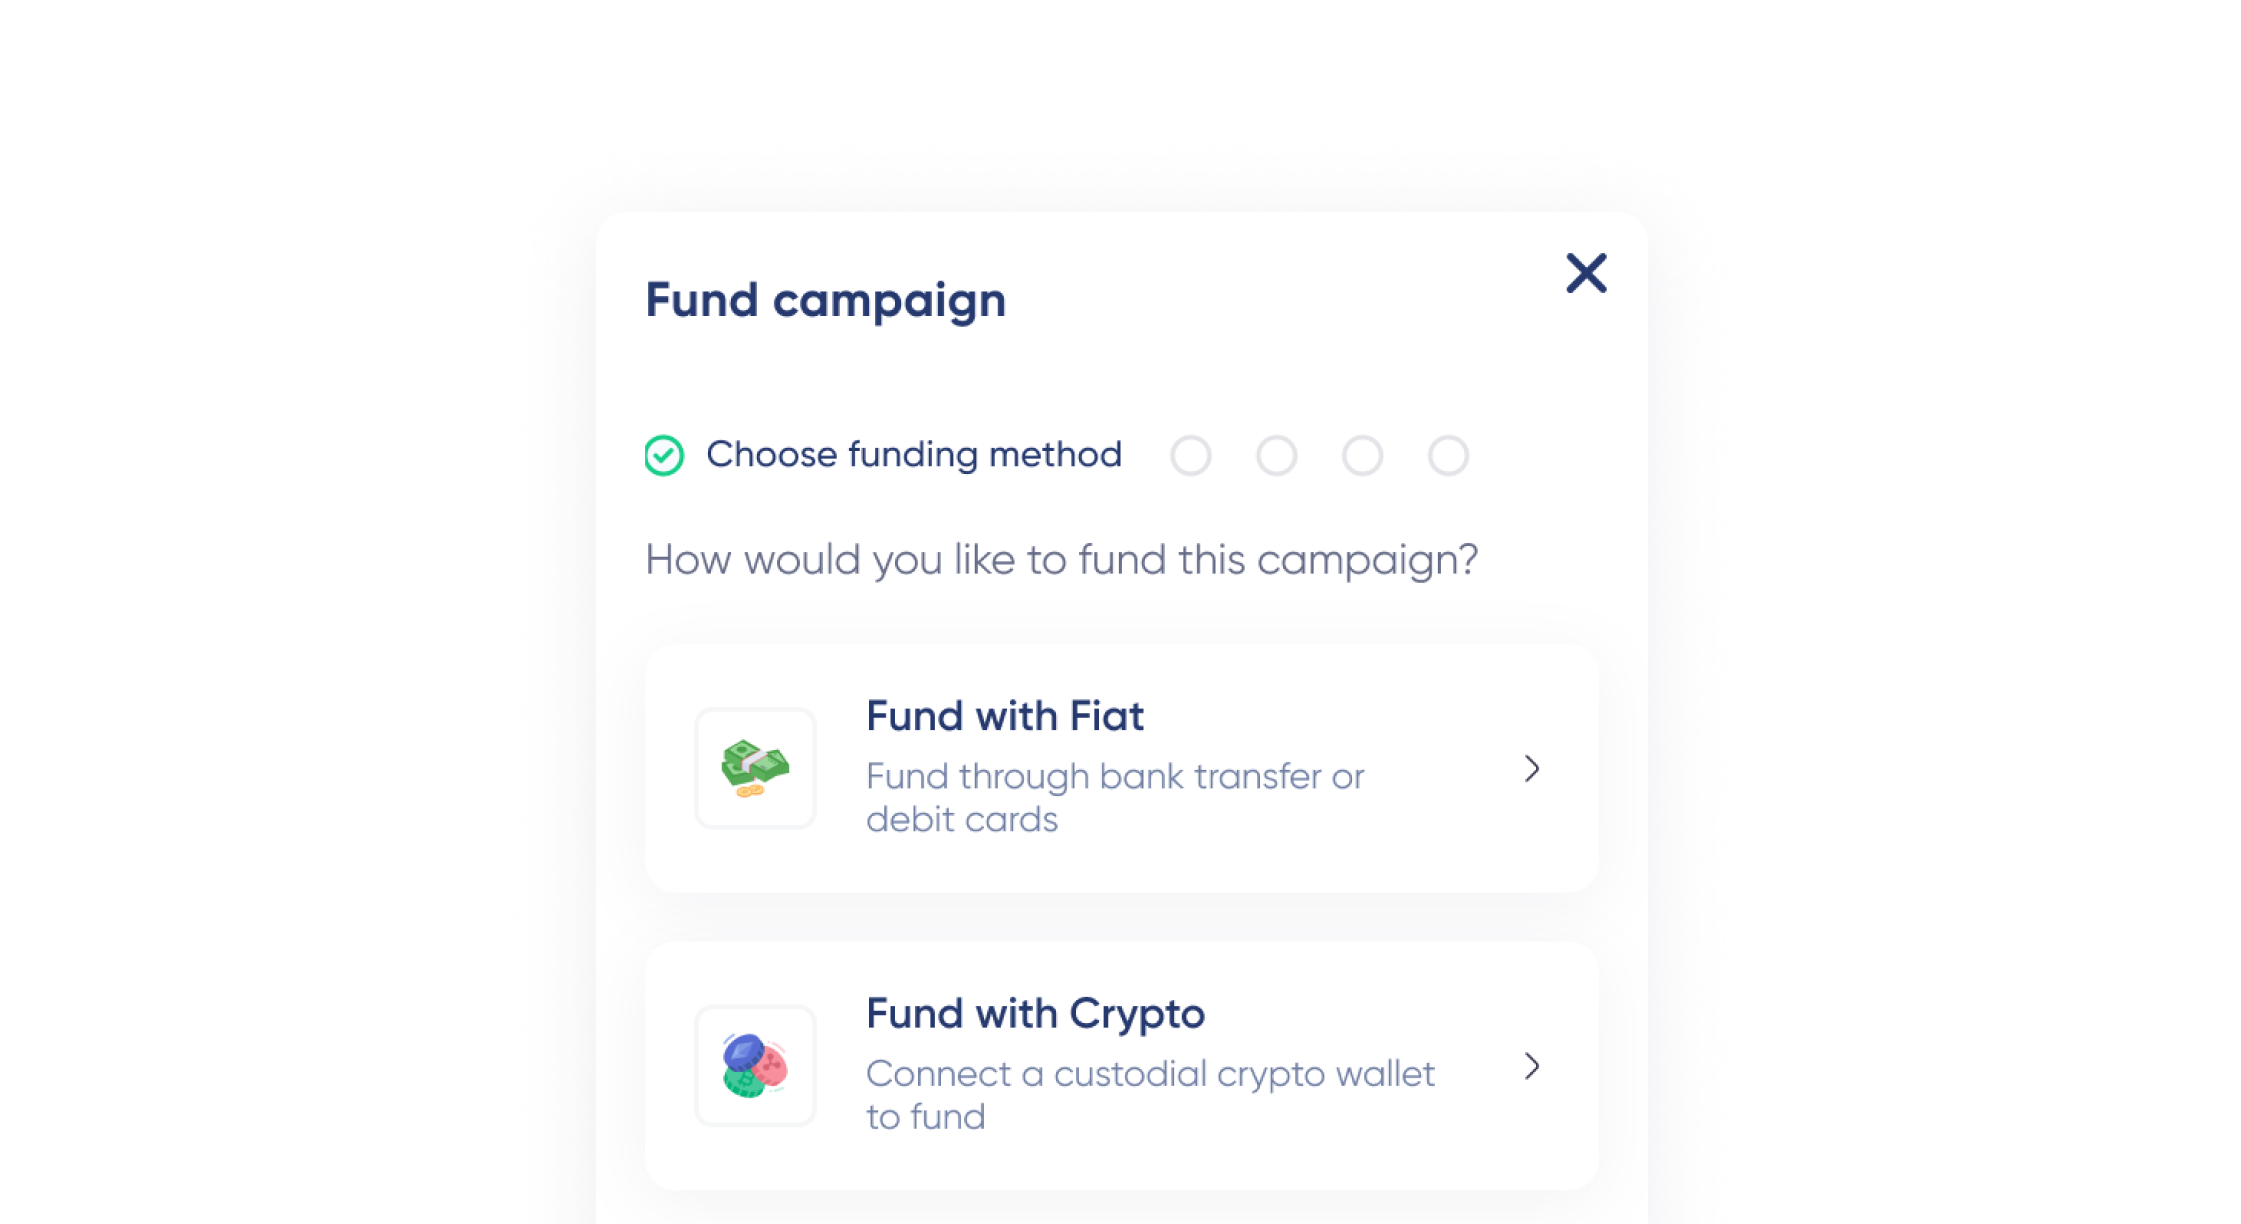 Fund campaign
Choose funding method
How would you like to fund this campaign?
Fund with Fiat
Fund through bank transfer or
debit cards
Fund with Crypto
Connect a custodial crypto wallet
to fund